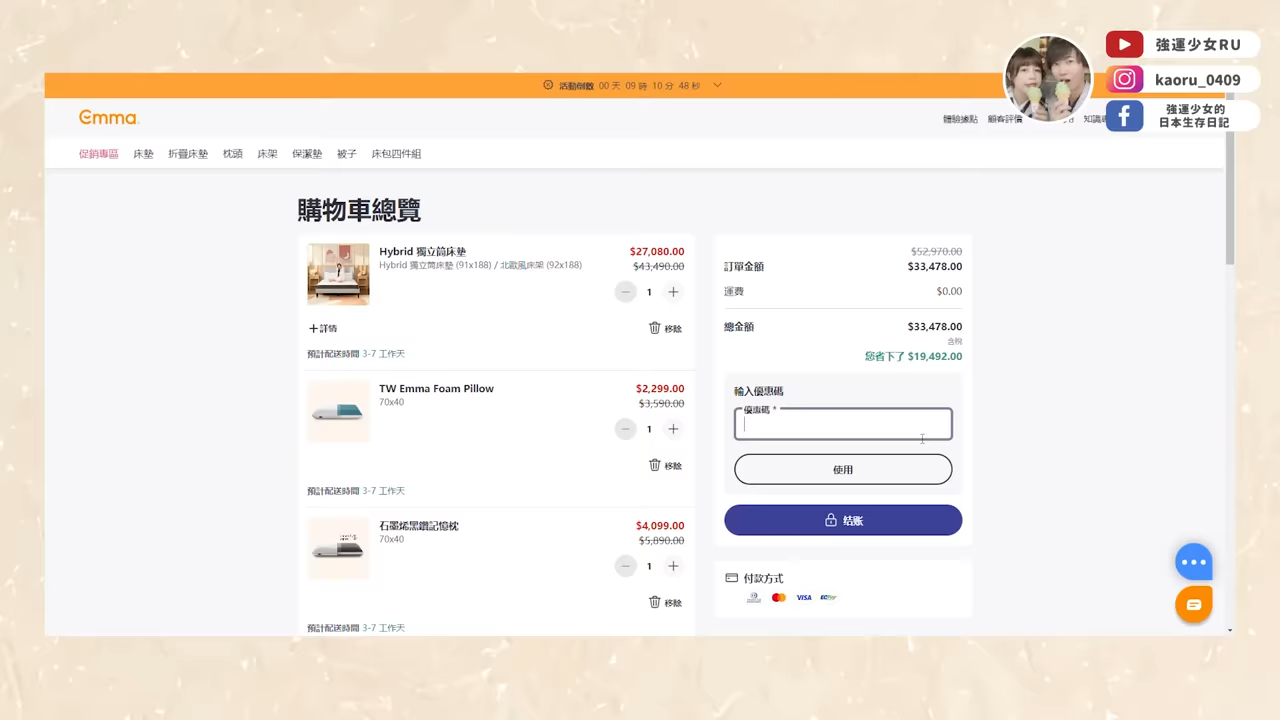 強運少女RU
kaoru_0409
強運少女的
日本生存日記
活動倒數 00 天 09 時 10 分 48 秒
Emma
體驗據點 顧客評價
促銷專區 床墊 折疊床墊 枕頭 床架 保潔墊 被子 床包四件組
購物車總覽
Hybrid 獨立筒床墊 $27,080.00
Hybrid 獨立筒床墊 (91x188) / 北歐風床架 (92x188) $43,490.00
1
詳情 移除
預計配送時間 3-7 工作天
TW Emma Foam Pillow $2,299.00
70x40 $3,590.00
1
移除
預計配送時間 3-7 工作天
石墨烯黑鑽記憶枕 $4,099.00
70x40 $5,890.00
1
移除
預計配送時間 3-7 工作天
$52,970.00
訂單金額 $33,478.00
運費 $0.00
總金額 $33,478.00
含稅
您省下了 $19,492.00
輸入優惠碼
優惠碼 *
使用
結賬
付款方式
VISA